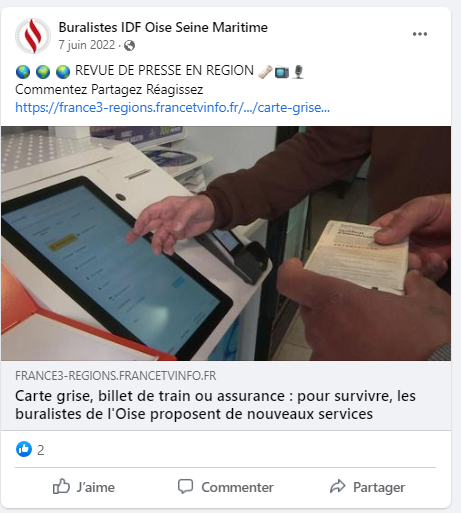 Buralistes IDF Oise Seine Maritime
7 juin 2022 ·
REVUE DE PRESSE EN REGION
Commentez Partagez Réagissez
https://france3-regions.francetvinfo.fr/.../carte-grise...
FRANCE3-REGIONS.FRANCETVINFO.FR
Carte grise, billet de train ou assurance : pour survivre, les
buralistes de l'Oise proposent de nouveaux services
2
J'aime
Commenter
Partager